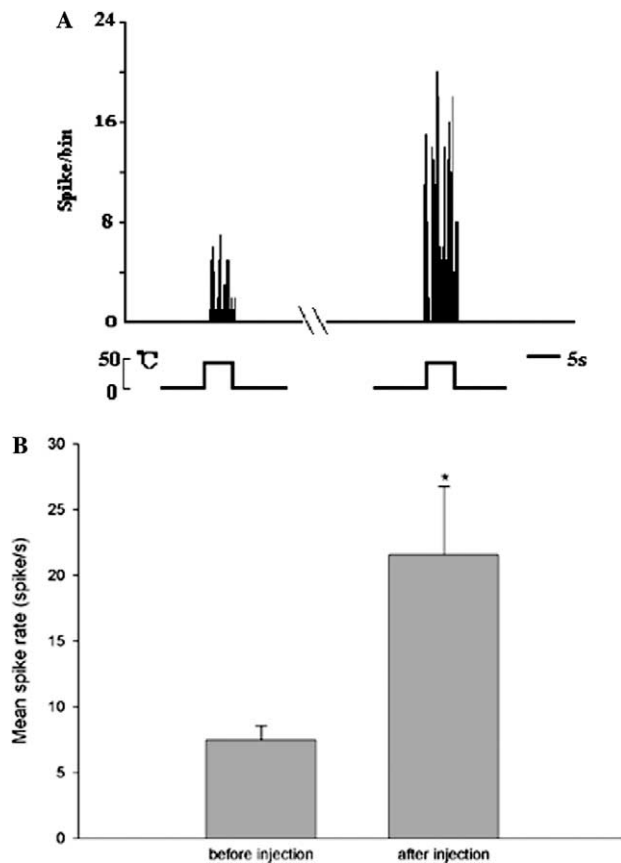 A
24
16
8
0
Spike/bin
50 ℃
0
5s
B
30
25
20
15
10
5
0
Mean spike rate (spike/s)
*
before injection
after injection